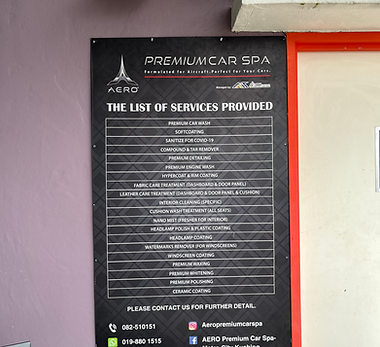 PREMIUM CAR SPA
Formulated for Aircraft.Perfect for Your Cars.
AERO
Managed by:
THE LIST OF SERVICES PROVIDED
PREMIUM CAR WASH
SOFTCOATING
SANITIZE FOR COVID-19
COMPOUND & TAR REMOVER
PREMIUM DETAILING
PREMIUM ENGINE WASH
HYPERCOAT & RIM COATING
FABRIC CARE TREATMENT (DASHBOARD & DOOR PANEL)
LEATHER CARE TREATMENT (DASHBOARD & DOOR PANEL & CUSHION)
INTERIOR CLEANING (SPECIFIC)
CUSHION WASH TREATMENT (ALL SEATS)
NANO MIST (FRESHER FOR INTERIOR)
HEADLAMP POLISH & PLASTIC COATING
HEADLAMP COATING
WATERMARKS REMOVER (FOR WINDSCREENS)
WINDSCREEN COATING
PREMIUM WAXING
PREMIUM WHITENING
PREMIUM POLISHING
CERAMIC COATING
PLEASE CONTACT US FOR FURTHER DETAIL.
082-510151
Aeropremiumcarspa
019-880 1515
AERO Premium Car Spa-
Metro City Kuching